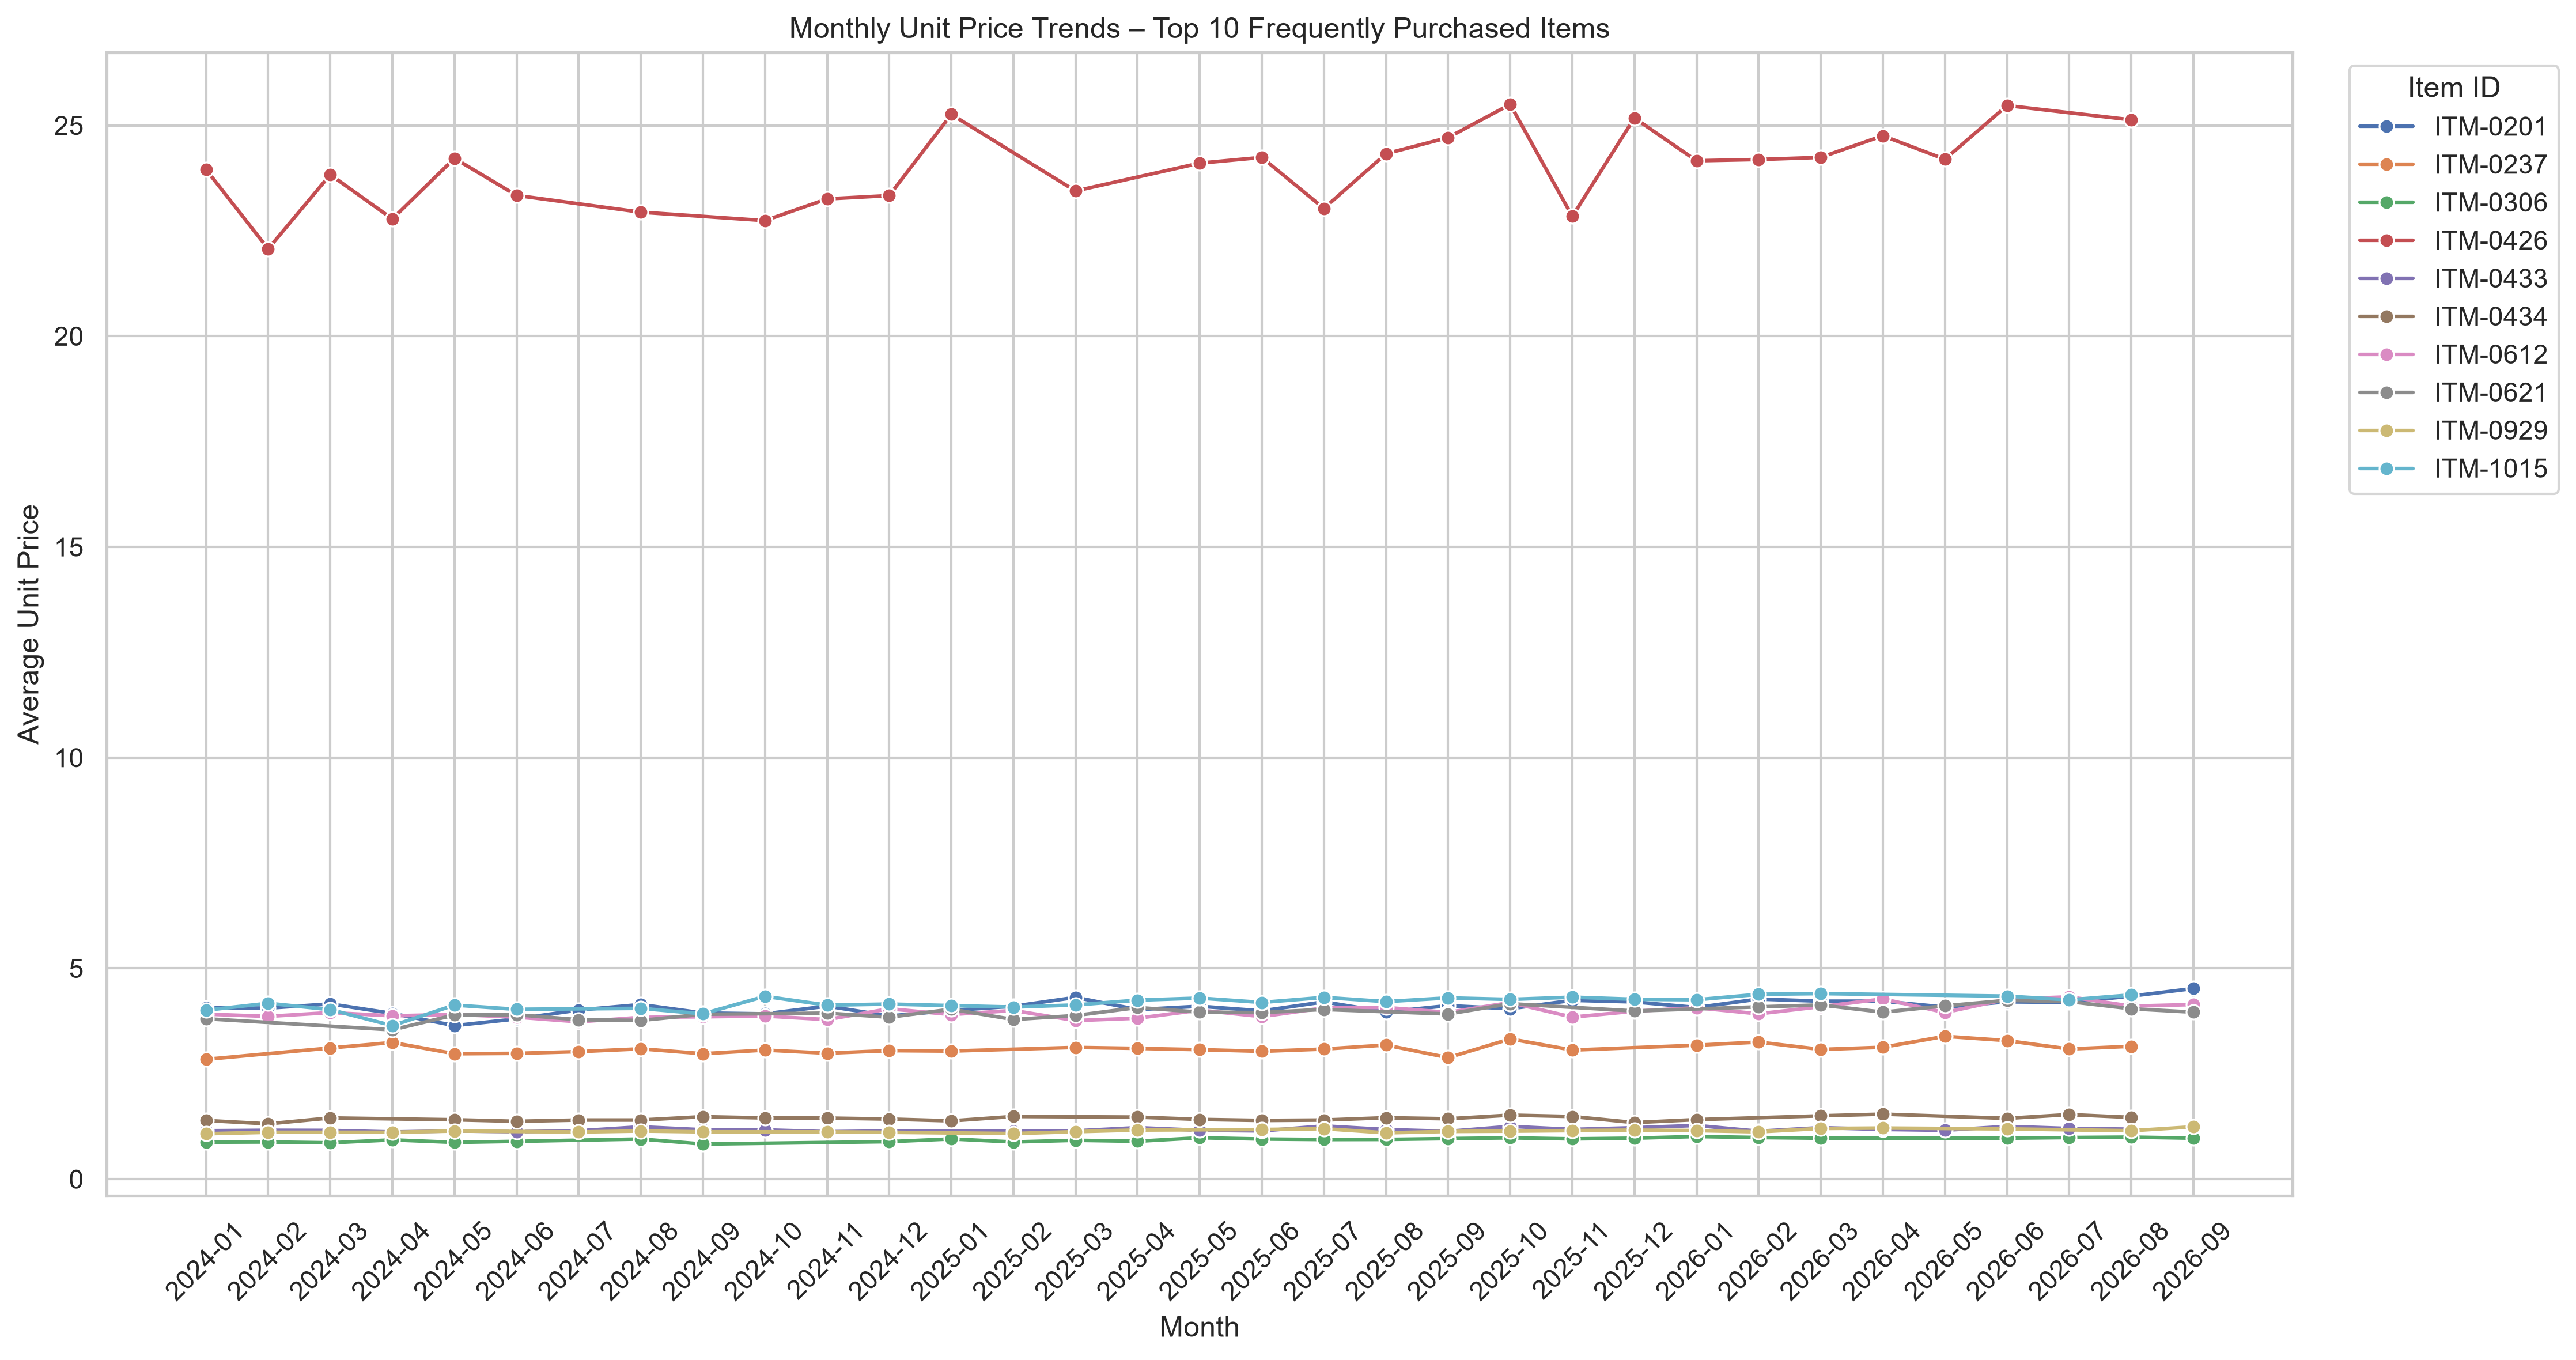 Monthly Unit Price Trends – Top 10 Frequently Purchased Items
Average Unit Price
25
20
15
10
5
0
2024-01
2024-02
2024-03
2024-04
2024-05
2024-06
2024-07
2024-08
2024-09
2024-10
2024-11
2024-12
2025-01
2025-02
2025-03
2025-04
2025-05
2025-06
2025-07
2025-08
2025-09
2025-10
2025-11
2025-12
2026-01
2026-02
2026-03
2026-04
2026-05
2026-06
2026-07
2026-08
2026-09
Month
Item ID
ITM-0201
ITM-0237
ITM-0306
ITM-0426
ITM-0433
ITM-0434
ITM-0612
ITM-0621
ITM-0929
ITM-1015